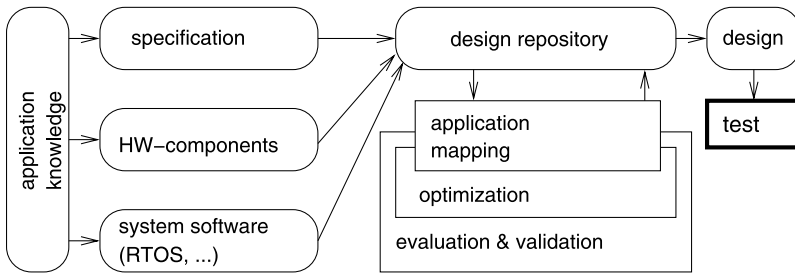 application
knowledge
specification
HW−components
system software
(RTOS, ...)
design repository
application
mapping
optimization
evaluation & validation
design
test